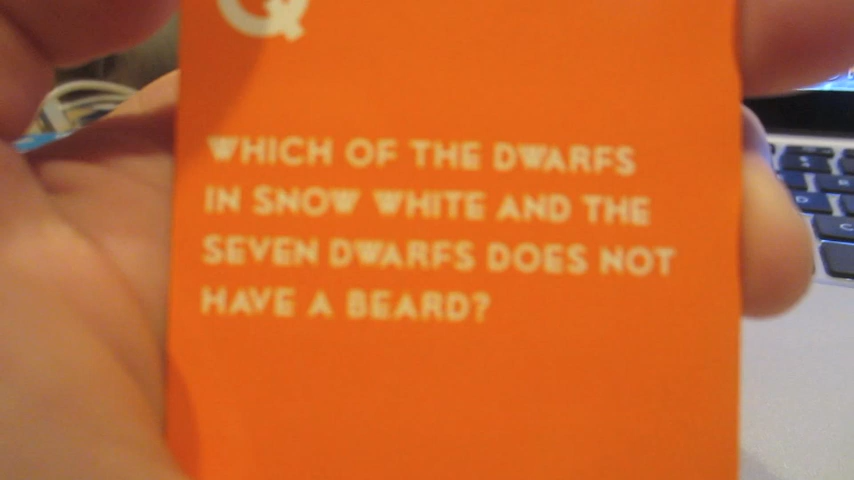 Q
WHICH OF THE DWARFS
IN SNOW WHITE AND THE
SEVEN DWARFS DOES NOT
HAVE A BEARD?